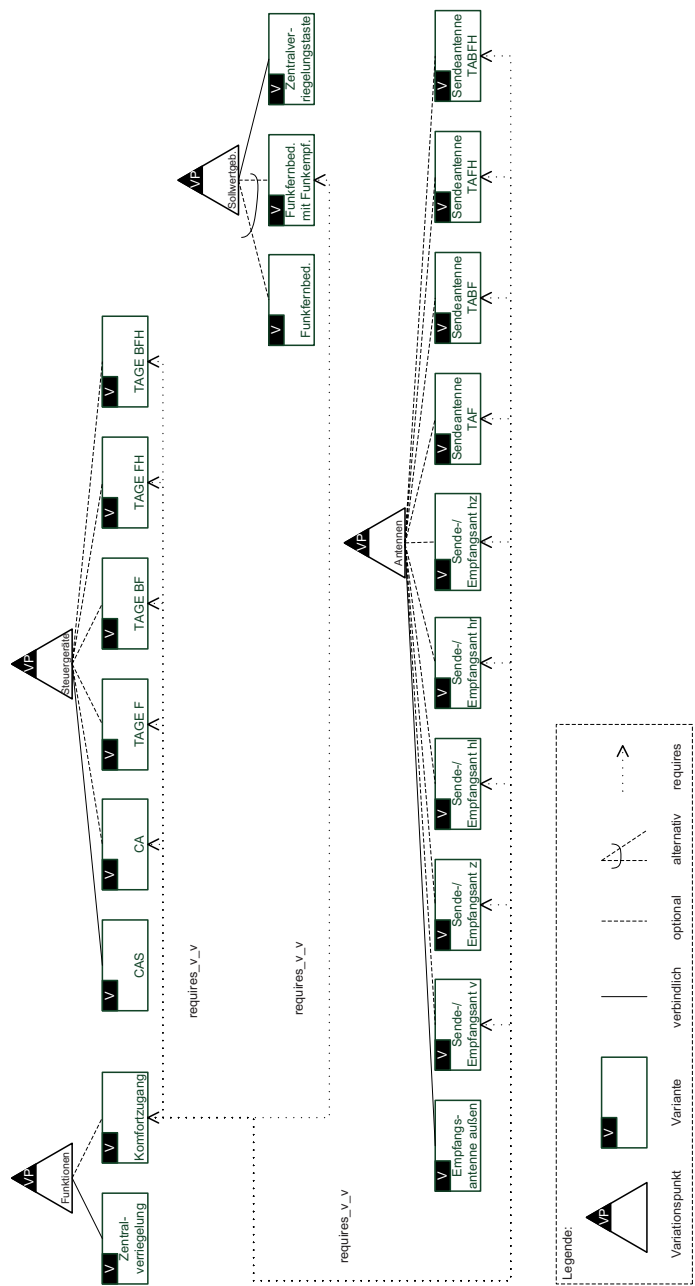 VP
Funktionen
V
Zentral-
verriegelung
V
Komfortzugang
VP
Steuergeräte
V
CAS
V
CA
V
TAGE F
V
TAGE BF
V
TAGE FH
V
TAGE BFH
requires_v_v
VP
Sollwertgeb.
V
Funkfernbed.
V
Funkfernbed.
mit Funkempf.
V
Zentralver-
riegelungstaste
requires_v_v
VP
Antennen
V
Empfangs-
antenne außen
V
Sende-/
Empfangsant v
V
Sende-/
Empfangsant z
V
Sende-/
Empfangsant hl
V
Sende-/
Empfangsant hr
V
Sende-/
Empfangsant hz
V
Sendeantenne
TAF
V
Sendeantenne
TABF
V
Sendeantenne
TAFH
V
Sendeantenne
TABFH
requires_v_v
Legende:
VP
Variationspunkt
V
Variante
verbindlich
optional
alternativ
requires